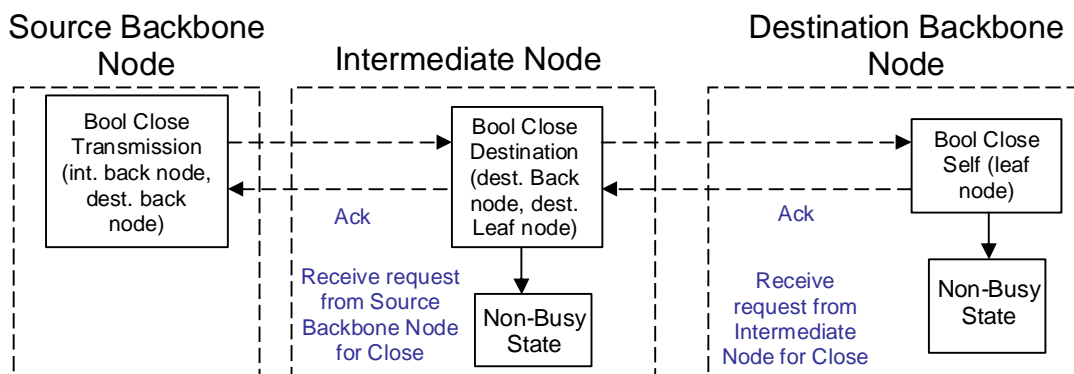 Source Backbone
Node
Intermediate Node
Destination Backbone
Node
Bool Close
Transmission
(int. back node,
dest. back
node)
Ack
Bool Close
Destination
(dest. Back
node, dest.
Leaf node)
Receive request
from Source
Backbone Node
for Close
Non-Busy
State
Ack
Bool Close
Self (leaf
node)
Receive
request from
Intermediate
Node for Close
Non-Busy
State